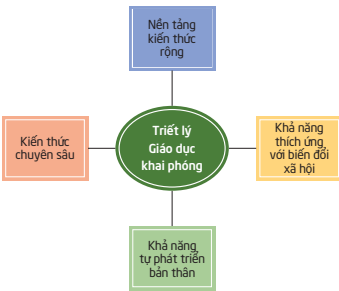 Nền tảng
kiến thức
rộng
Kiến thức
chuyên sâu
Triết lý
Giáo dục
khai phóng
Khả năng
thích ứng
với biến đổi
xã hội
Khả năng
tự phát triển
bản thân